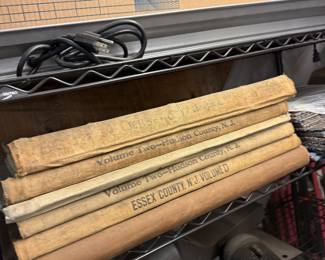 Volume Two-Hudson County, N. J.
Volume Two-Hudson County, N. J.
ESSEX COUNTY, N.J. VOLUME D